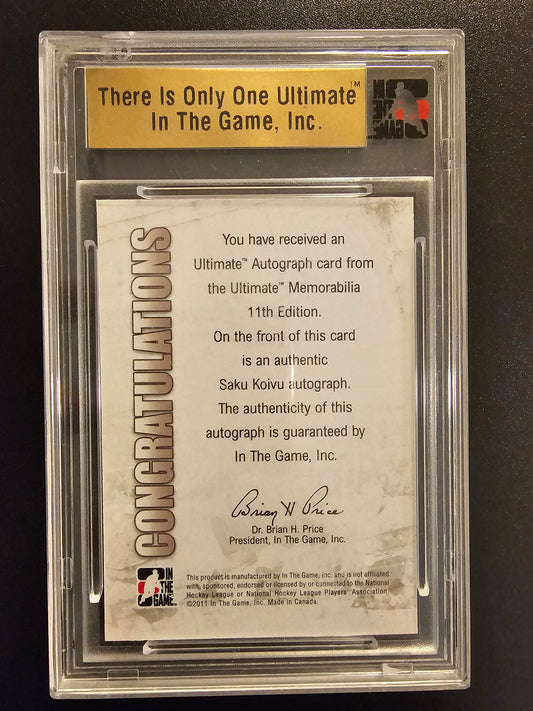 There Is Only One Ultimate™
In The Game, Inc.
IN
THE
GAME
CONGRATULATIONS
You have received an
Ultimate™ Autograph card from
the Ultimate™ Memorabilia
11th Edition.
On the front of this card
is an authentic
Saku Koivu autograph.
The authenticity of this
autograph is guaranteed by
In The Game, Inc.
Brian H Price
Dr. Brian H. Price
President, In The Game, Inc.
IN
THE
GAME
This product is manufactured by In The Game, Inc. and is not affiliated
with, sponsored, endorsed or licensed by or connected to the National
Hockey League or National Hockey League Players' Association.
©2011 In The Game, Inc. Made in Canada.